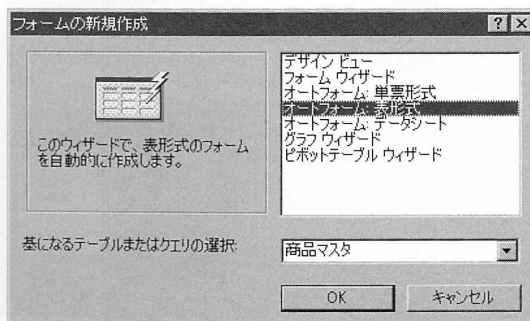 フォームの新規作成
デザイン ビュー
フォーム ウィザード
オートフォーム: 単票形式
オートフォーム: 表形式
オートフォーム: データシート
グラフ ウィザード
ピボットテーブル ウィザード
このウィザードで、表形式のフォーム
を自動的に作成します。
基になるテーブルまたはクエリの選択:
商品マスタ
OK
キャンセル